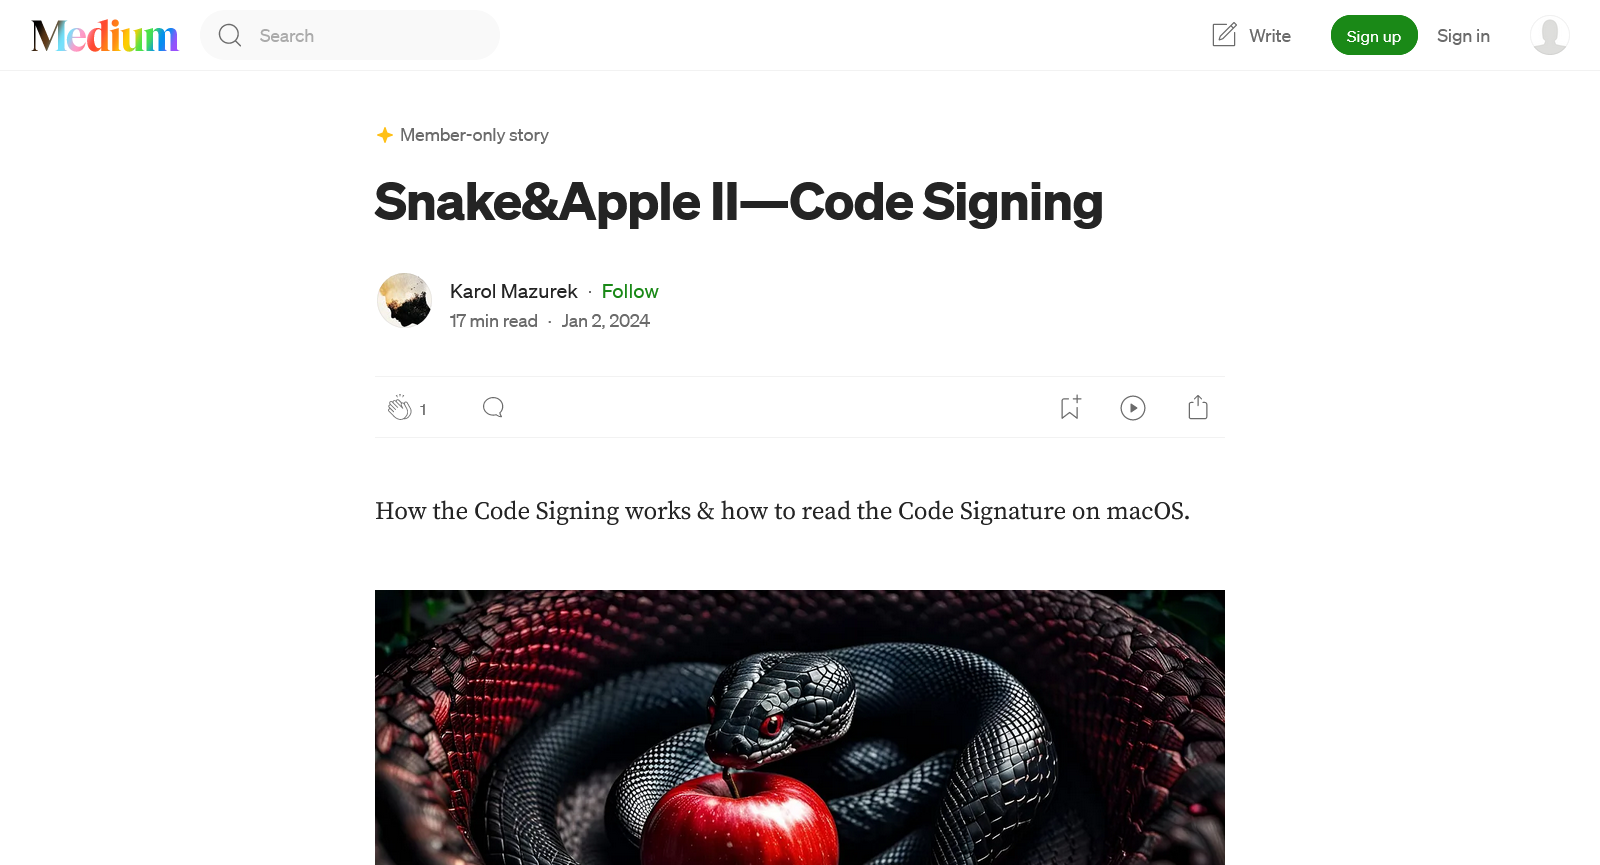 Medium
Search
Write
Sign up
Sign in
Member-only story
Snake&Apple II—Code Signing
Karol Mazurek · Follow
17 min read · Jan 2, 2024
1
How the Code Signing works & how to read the Code Signature on macOS.